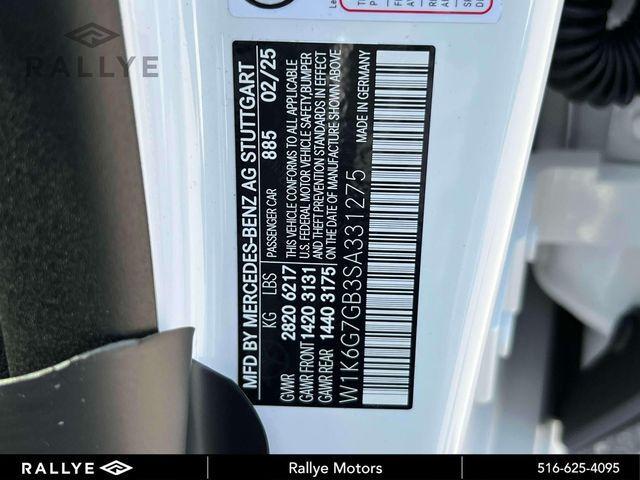 RALLYE
MFD BY MERCEDES-BENZ AG STUTTGART
KG LBS PASSENGER CAR 885 02/25
GVWR 2820 6217
GAWR FRONT 1420 3131
GAWR REAR 1440 3175
THIS VEHICLE CONFORMS TO ALL APPLICABLE
U.S. FEDERAL MOTOR VEHICLE SAFETY/BUMPER
AND THEFT PREVENTION STANDARDS IN EFFECT
ON THE DATE OF MANUFACTURE SHOWN ABOVE
MADE IN GERMANY
W1K6G7GB3SA331275
RALLYE
Rallye Motors
516-625-4095